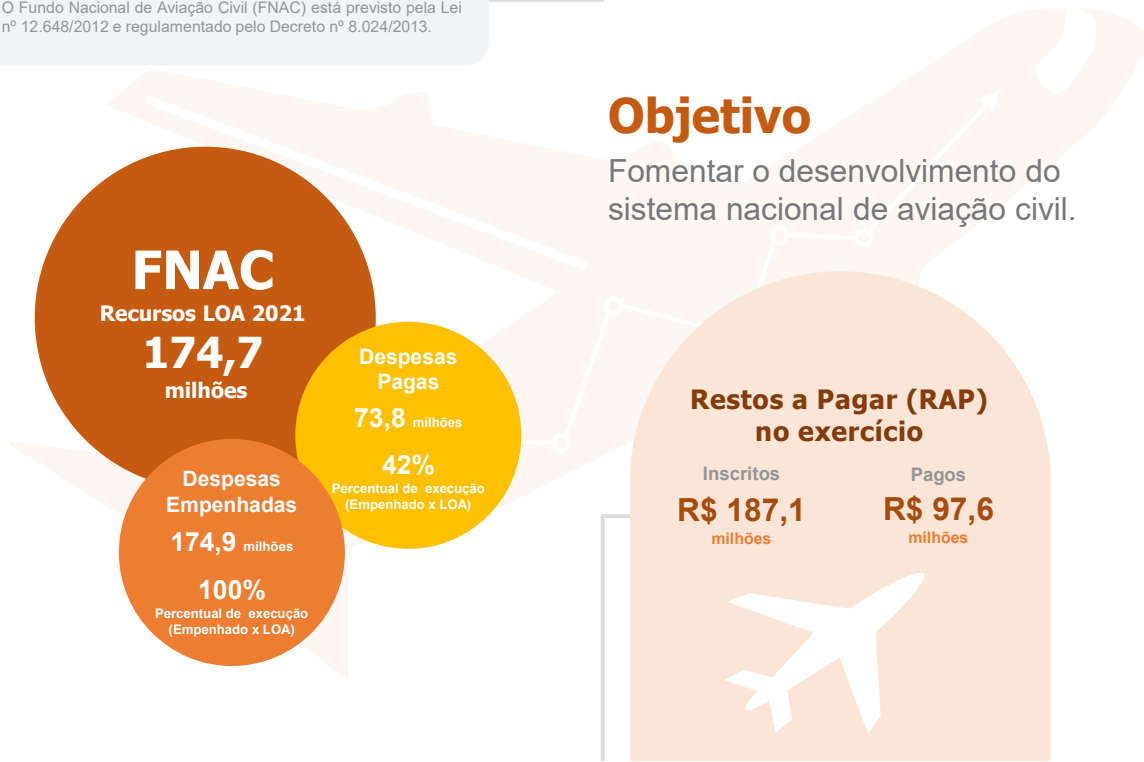 O Fundo Nacional de Aviação Civil (FNAC) está previsto pela Lei
nº 12.648/2012 e regulamentado pelo Decreto nº 8.024/2013.
Objetivo
Fomentar o desenvolvimento do
sistema nacional de aviação civil.
FNAC
Recursos LOA 2021
174,7
milhões
Despesas
Pagas
73,8 milhões
42%
Percentual de execução
(Empenhado x LOA)
Despesas
Empenhadas
174,9 milhões
100%
Percentual de execução
(Empenhado x LOA)
Restos a Pagar (RAP)
no exercício
Inscritos
R$ 187,1
milhões
Pagos
R$ 97,6
milhões